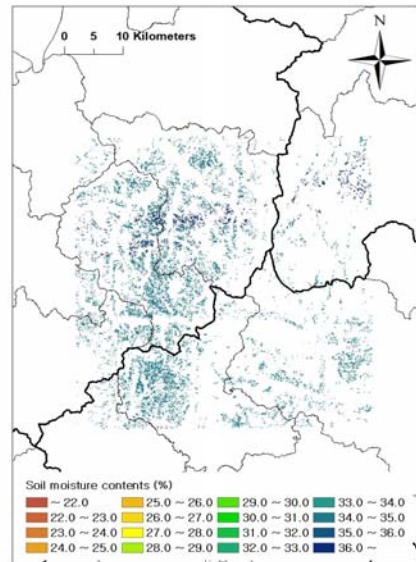 0 5 10 Kilometers
N
Soil moisture contents (%)
~ 22.0 25.0 ~ 26.0 29.0 ~ 30.0 33.0 ~ 34.0
22.0 ~ 23.0 26.0 ~ 27.0 30.0 ~ 31.0 34.0 ~ 35.0
23.0 ~ 24.0 27.0 ~ 28.0 31.0 ~ 32.0 35.0 ~ 36.0
24.0 ~ 25.0 28.0 ~ 29.0 32.0 ~ 33.0 36.0 ~